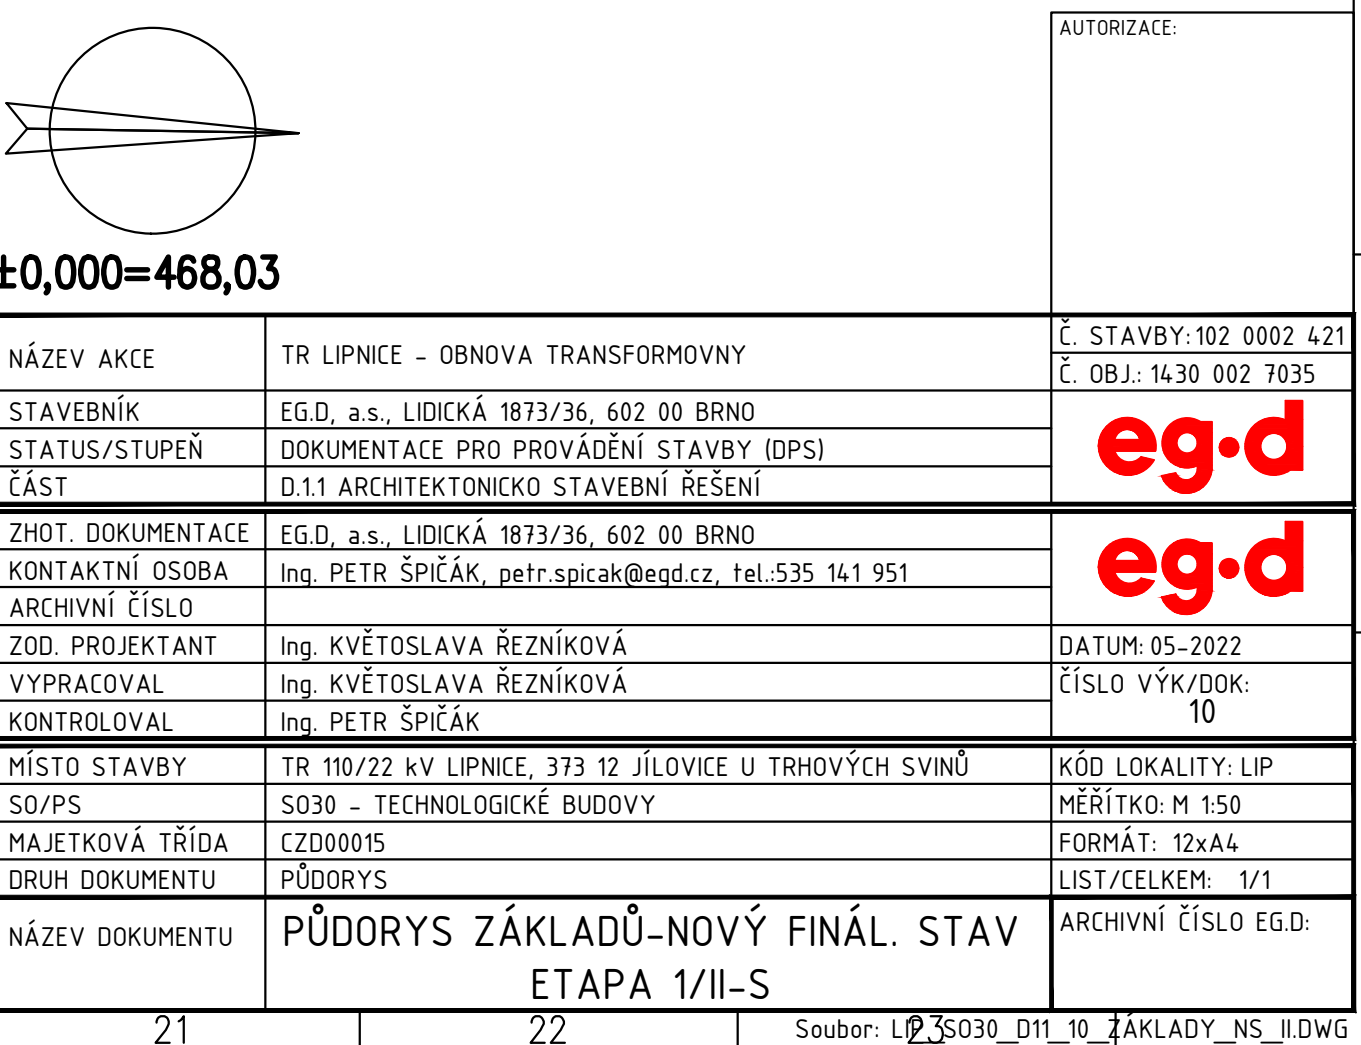 AUTORIZACE:
±0,000=468,03
NÁZEV AKCE
TR LIPNICE - OBNOVA TRANSFORMOVNY
Č. STAVBY: 102 0002 421
Č. OBJ.: 1430 002 7035
STAVEBNÍK
EG.D, a.s., LIDICKÁ 1873/36, 602 00 BRNO
STATUS/STUPEŇ
DOKUMENTACE PRO PROVÁDĚNÍ STAVBY (DPS)
eg.d
ČÁST
D.1.1 ARCHITEKTONICKO STAVEBNÍ ŘEŠENÍ
ZHOT. DOKUMENTACE
EG.D, a.s., LIDICKÁ 1873/36, 602 00 BRNO
KONTAKTNÍ OSOBA
Ing. PETR ŠPIČÁK, petr.spicak@egd.cz, tel.:535 141 951
eg.d
ARCHIVNÍ ČÍSLO
ZOD. PROJEKTANT
Ing. KVĚTOSLAVA ŘEZNÍKOVÁ
DATUM: 05-2022
VYPRACOVAL
Ing. KVĚTOSLAVA ŘEZNÍKOVÁ
ČÍSLO VÝK/DOK:
10
KONTROLOVAL
Ing. PETR ŠPIČÁK
MÍSTO STAVBY
TR 110/22 kV LIPNICE, 373 12 JÍLOVICE U TRHOVÝCH SVINŮ
KÓD LOKALITY: LIP
SO/PS
SO30 - TECHNOLOGICKÉ BUDOVY
MĚŘÍTKO: M 1:50
MAJETKOVÁ TŘÍDA
CZD00015
FORMÁT: 12xA4
DRUH DOKUMENTU
PŮDORYS
LIST/CELKEM: 1/1
NÁZEV DOKUMENTU
PŮDORYS ZÁKLADŮ-NOVÝ FINÁL. STAV
ETAPA 1/II-S
ARCHIVNÍ ČÍSLO EG.D:
21
22
23
Soubor: LIP_SO30_D11_10_ZÁKLADY_NS_II.DWG